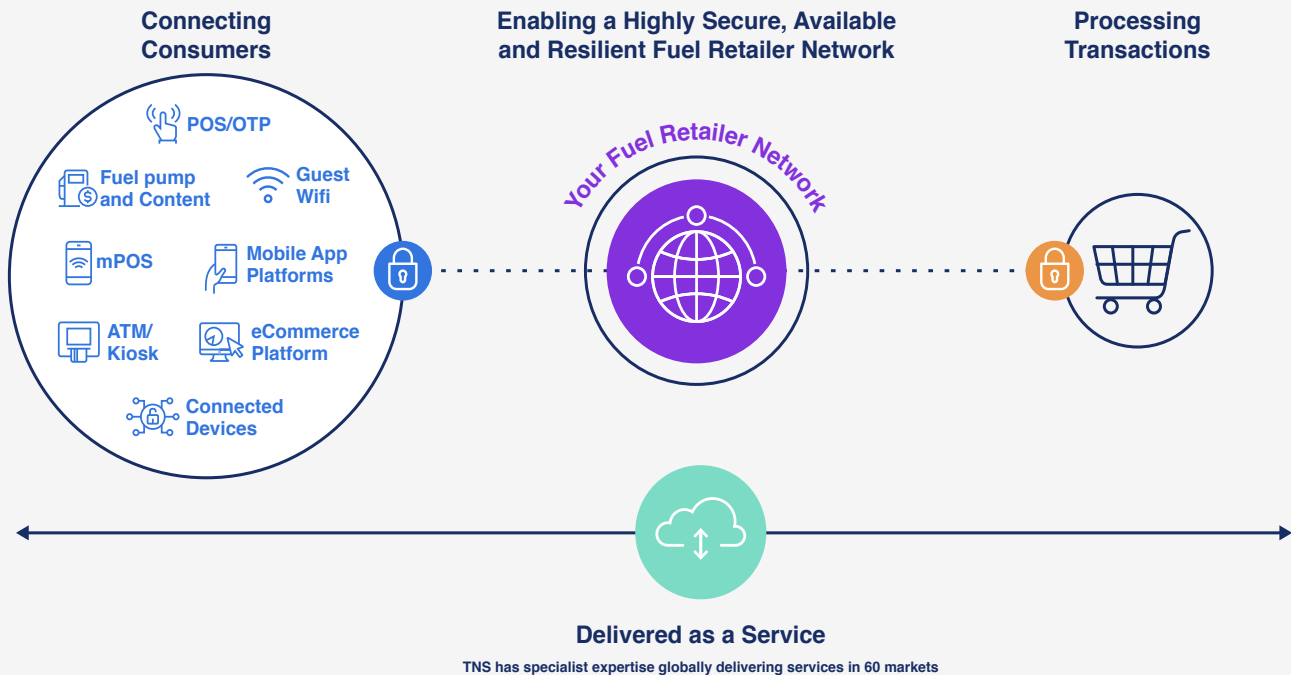 Connecting
Consumers
Enabling a Highly Secure, Available
and Resilient Fuel Retailer Network
Processing
Transactions
POS/OTP
Fuel pump
and Content
Guest
Wifi
mPOS
Mobile App
Platforms
ATM/
Kiosk
eCommerce
Platform
Connected
Devices
Your Fuel Retailer Network
Delivered as a Service
TNS has specialist expertise globally delivering services in 60 markets